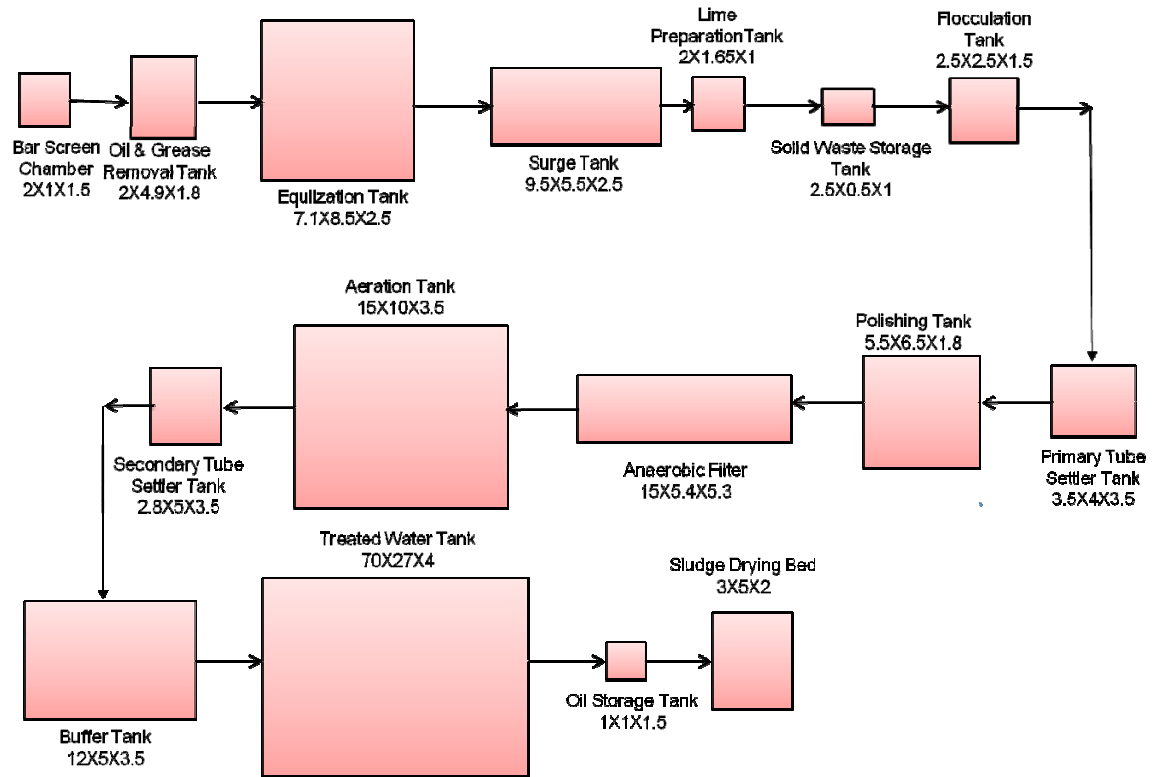 Bar Screen
Chamber
2X1X1.5
Oil & Grease
Removal Tank
2X4.9X1.8
Equlization Tank
7.1X8.5X2.5
Surge Tank
9.5X5.5X2.5
Lime
PreparationTank
2X1.65X1
Solid Waste Storage
Tank
2.5X0.5X1
Flocculation
Tank
2.5X2.5X1.5
Primary Tube
Settler Tank
3.5X4X3.5
Polishing Tank
5.5X6.5X1.8
Anaerobic Filter
15X5.4X5.3
Aeration Tank
15X10X3.5
Secondary Tube
Settler Tank
2.8X5X3.5
Buffer Tank
12X5X3.5
Treated Water Tank
70X27X4
Oil Storage Tank
1X1X1.5
Sludge Drying Bed
3X5X2